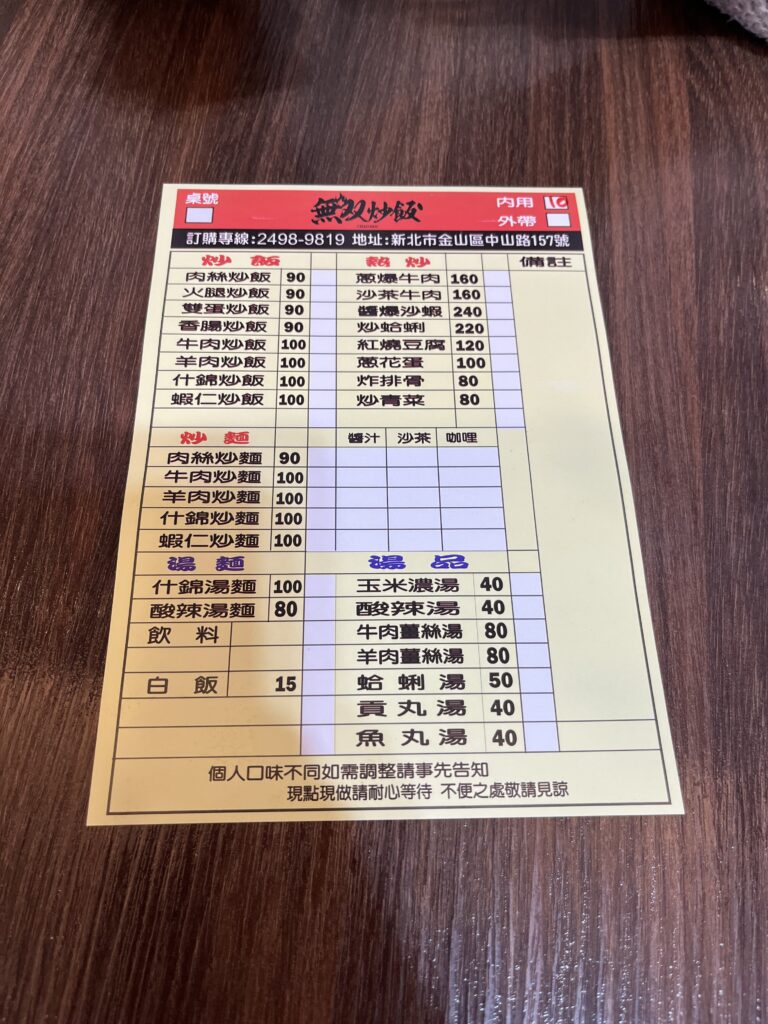 桌號
無双炒飯
內用
外帶
訂購專線:2498-9819 地址:新北市金山區中山路157號
炒飯
肉絲炒飯 90
火腿炒飯 90
雙蛋炒飯 90
香腸炒飯 90
牛肉炒飯 100
羊肉炒飯 100
什錦炒飯 100
蝦仁炒飯 100
熱炒
蔥爆牛肉 160
沙茶牛肉 160
醬爆沙蝦 240
炒蛤蜊 220
紅燒豆腐 120
蔥花蛋 100
炸排骨 80
炒青菜 80
備註
炒麵
醬汁 沙茶 咖哩
肉絲炒麵 90
牛肉炒麵 100
羊肉炒麵 100
什錦炒麵 100
蝦仁炒麵 100
湯麵
什錦湯麵 100
酸辣湯麵 80
飲料
白飯 15
湯品
玉米濃湯 40
酸辣湯 40
牛肉薑絲湯 80
羊肉薑絲湯 80
蛤蜊湯 50
貢丸湯 40
魚丸湯 40
個人口味不同如需調整請事先告知
現點現做請耐心等待 不便之處敬請見諒